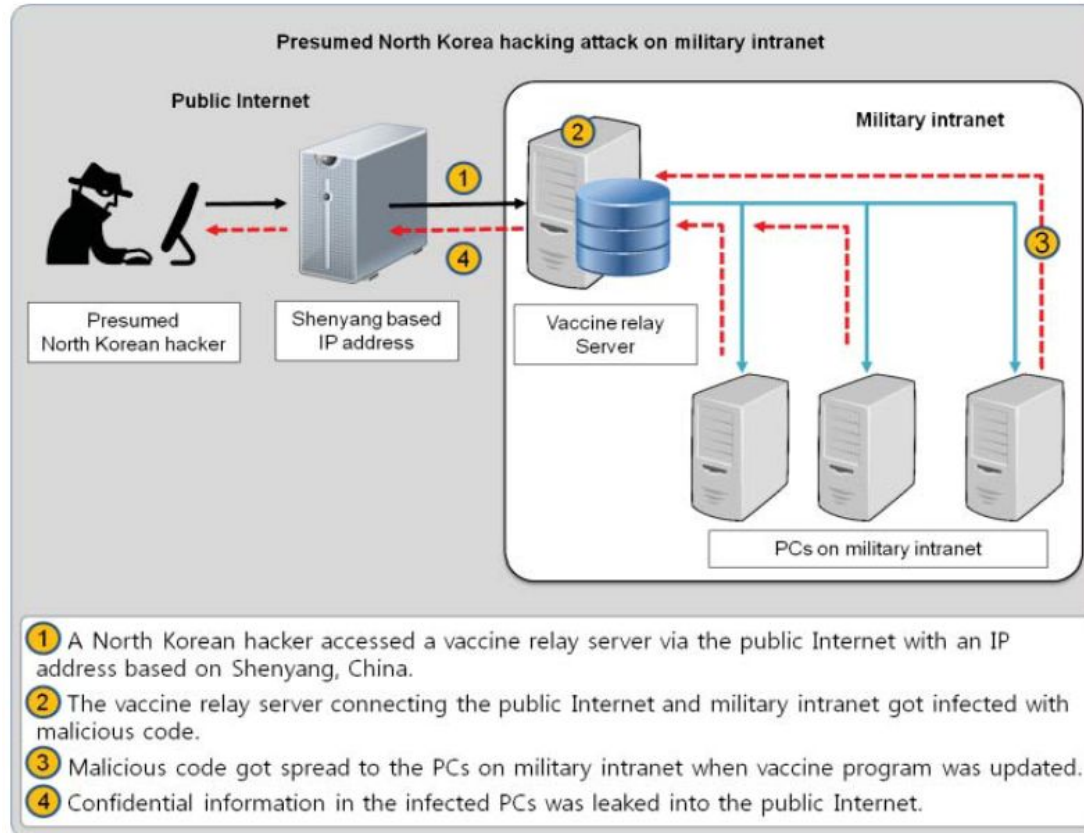 Presumed North Korea hacking attack on military intranet
Public Internet
Military intranet
1
2
3
4
Presumed
North Korean hacker
Shenyang based
IP address
Vaccine relay
Server
PCs on military intranet
1 A North Korean hacker accessed a vaccine relay server via the public Internet with an IP
address based on Shenyang, China.
2 The vaccine relay server connecting the public Internet and military intranet got infected with
malicious code.
3 Malicious code got spread to the PCs on military intranet when vaccine program was updated.
4 Confidential information in the infected PCs was leaked into the public Internet.